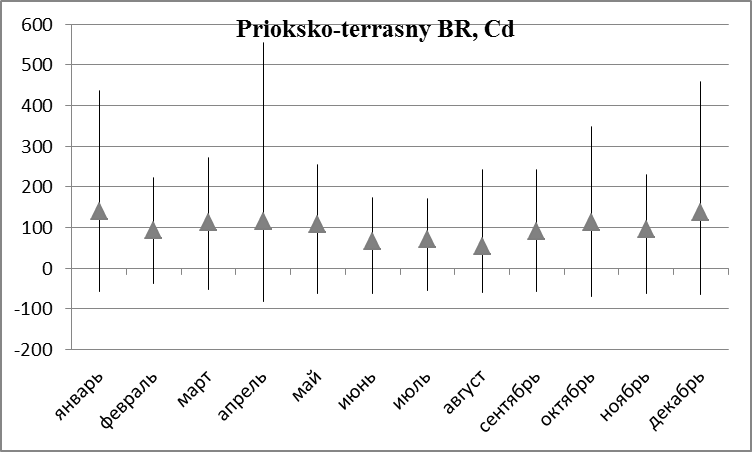 Prioksko-terrasny BR, Cd
600
500
400
300
200
100
0
-100
-200
январь
февраль
март
апрель
май
июнь
июль
август
сентябрь
октябрь
ноябрь
декабрь